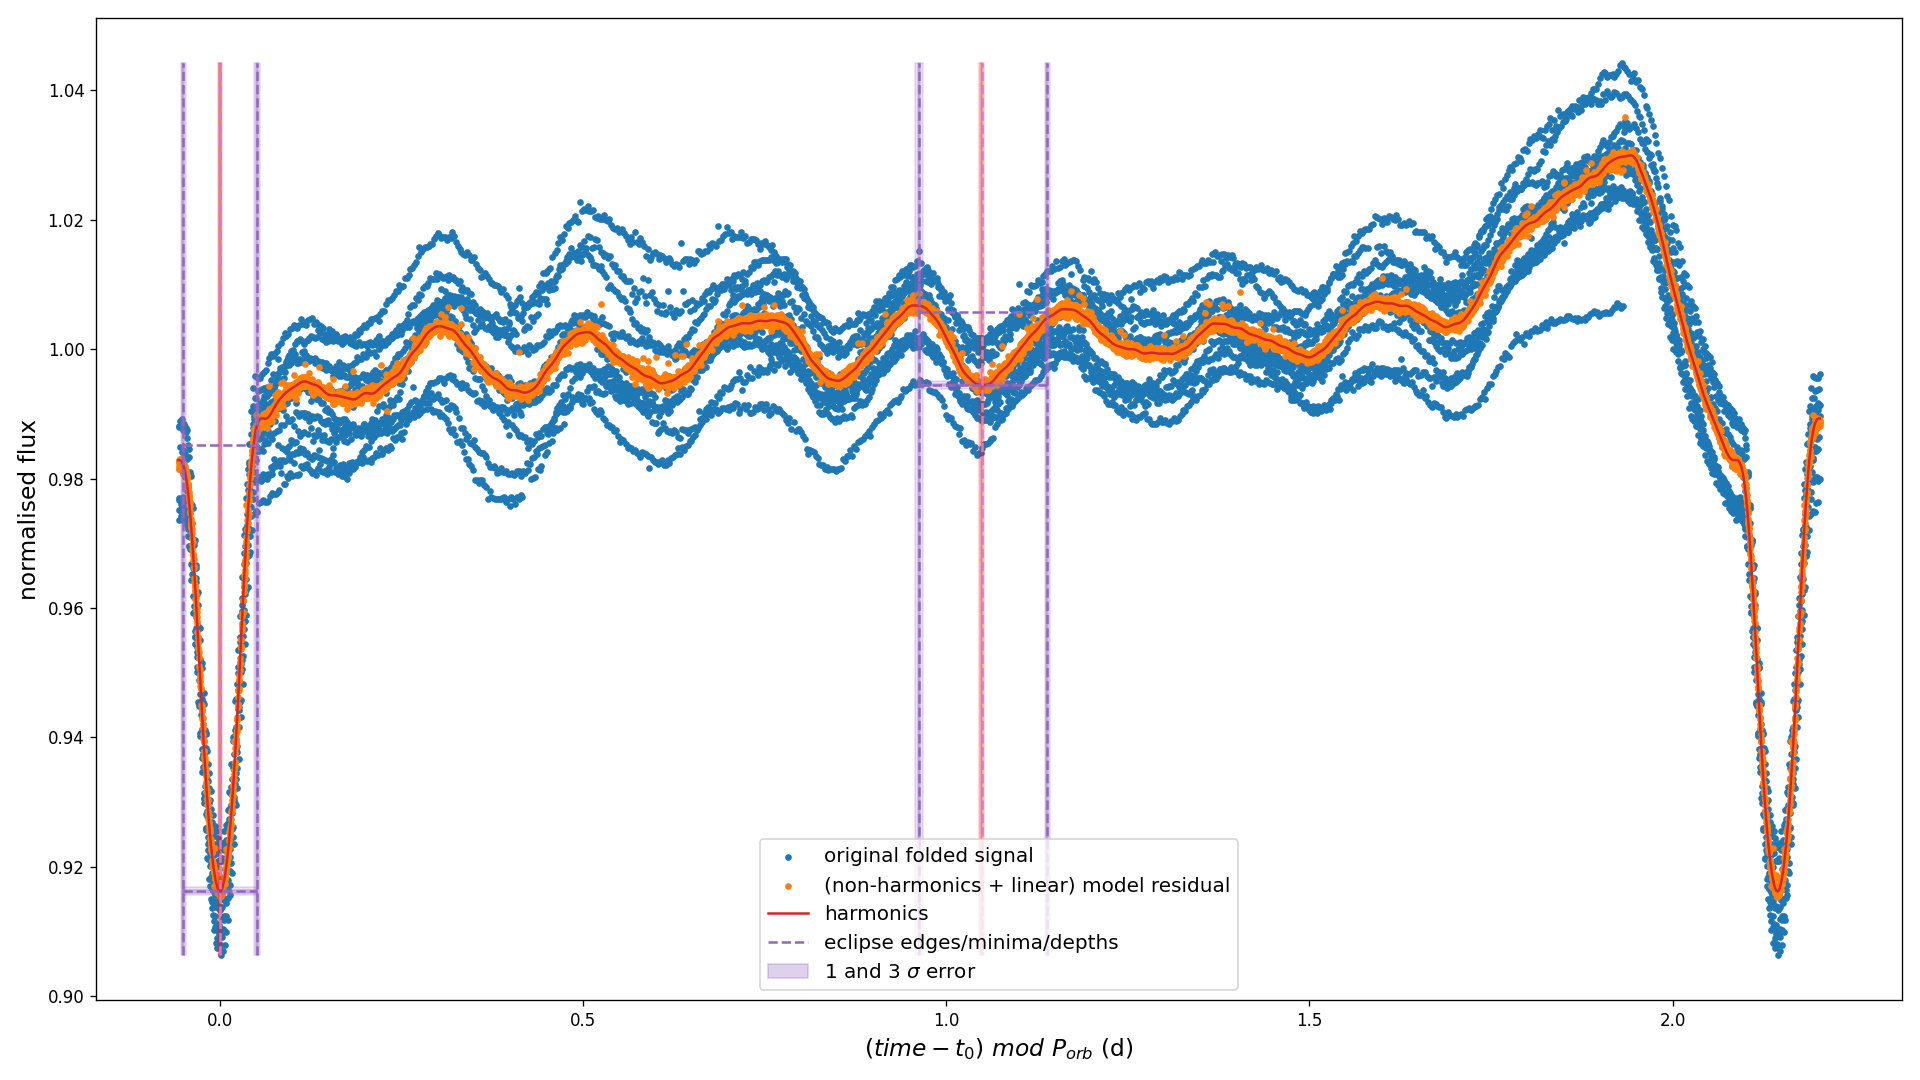 normalised flux
1.04
1.02
1.00
0.98
0.96
0.94
0.92
0.90
original folded signal
(non-harmonics + linear) model residual
harmonics
eclipse edges/minima/depths
1 and 3 σ error
0.0 0.5 1.0 1.5 2.0
(time − t₀) mod Pₒᵣb (d)